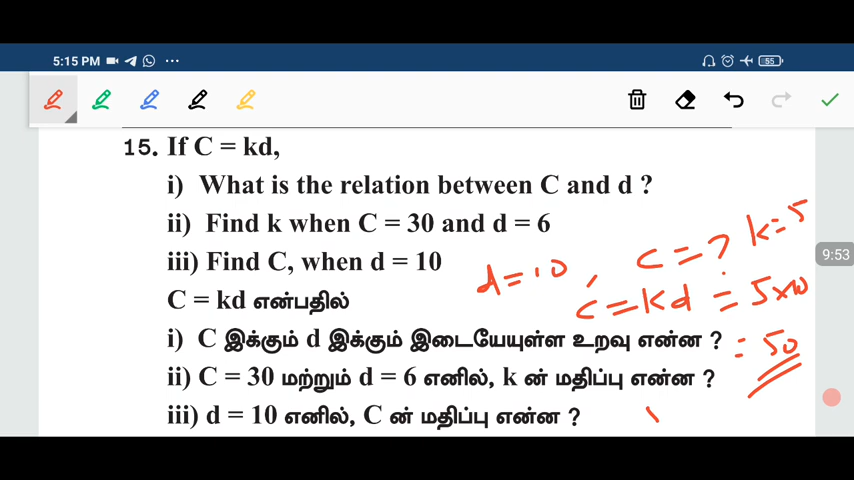 5:15 PM
55
15. If C = kd,
i) What is the relation between C and d ?
ii) Find k when C = 30 and d = 6
iii) Find C, when d = 10
C = kd என்பதில்
i) C இக்கும் d இக்கும் இடையேயுள்ள உறவு என்ன ?
ii) C = 30 மற்றும் d = 6 எனில், k ன் மதிப்பு என்ன ?
iii) d = 10 எனில், C ன் மதிப்பு என்ன ?
d = 10, C = ? k = 5
C = kd = 5 × 10
= 50
9:53